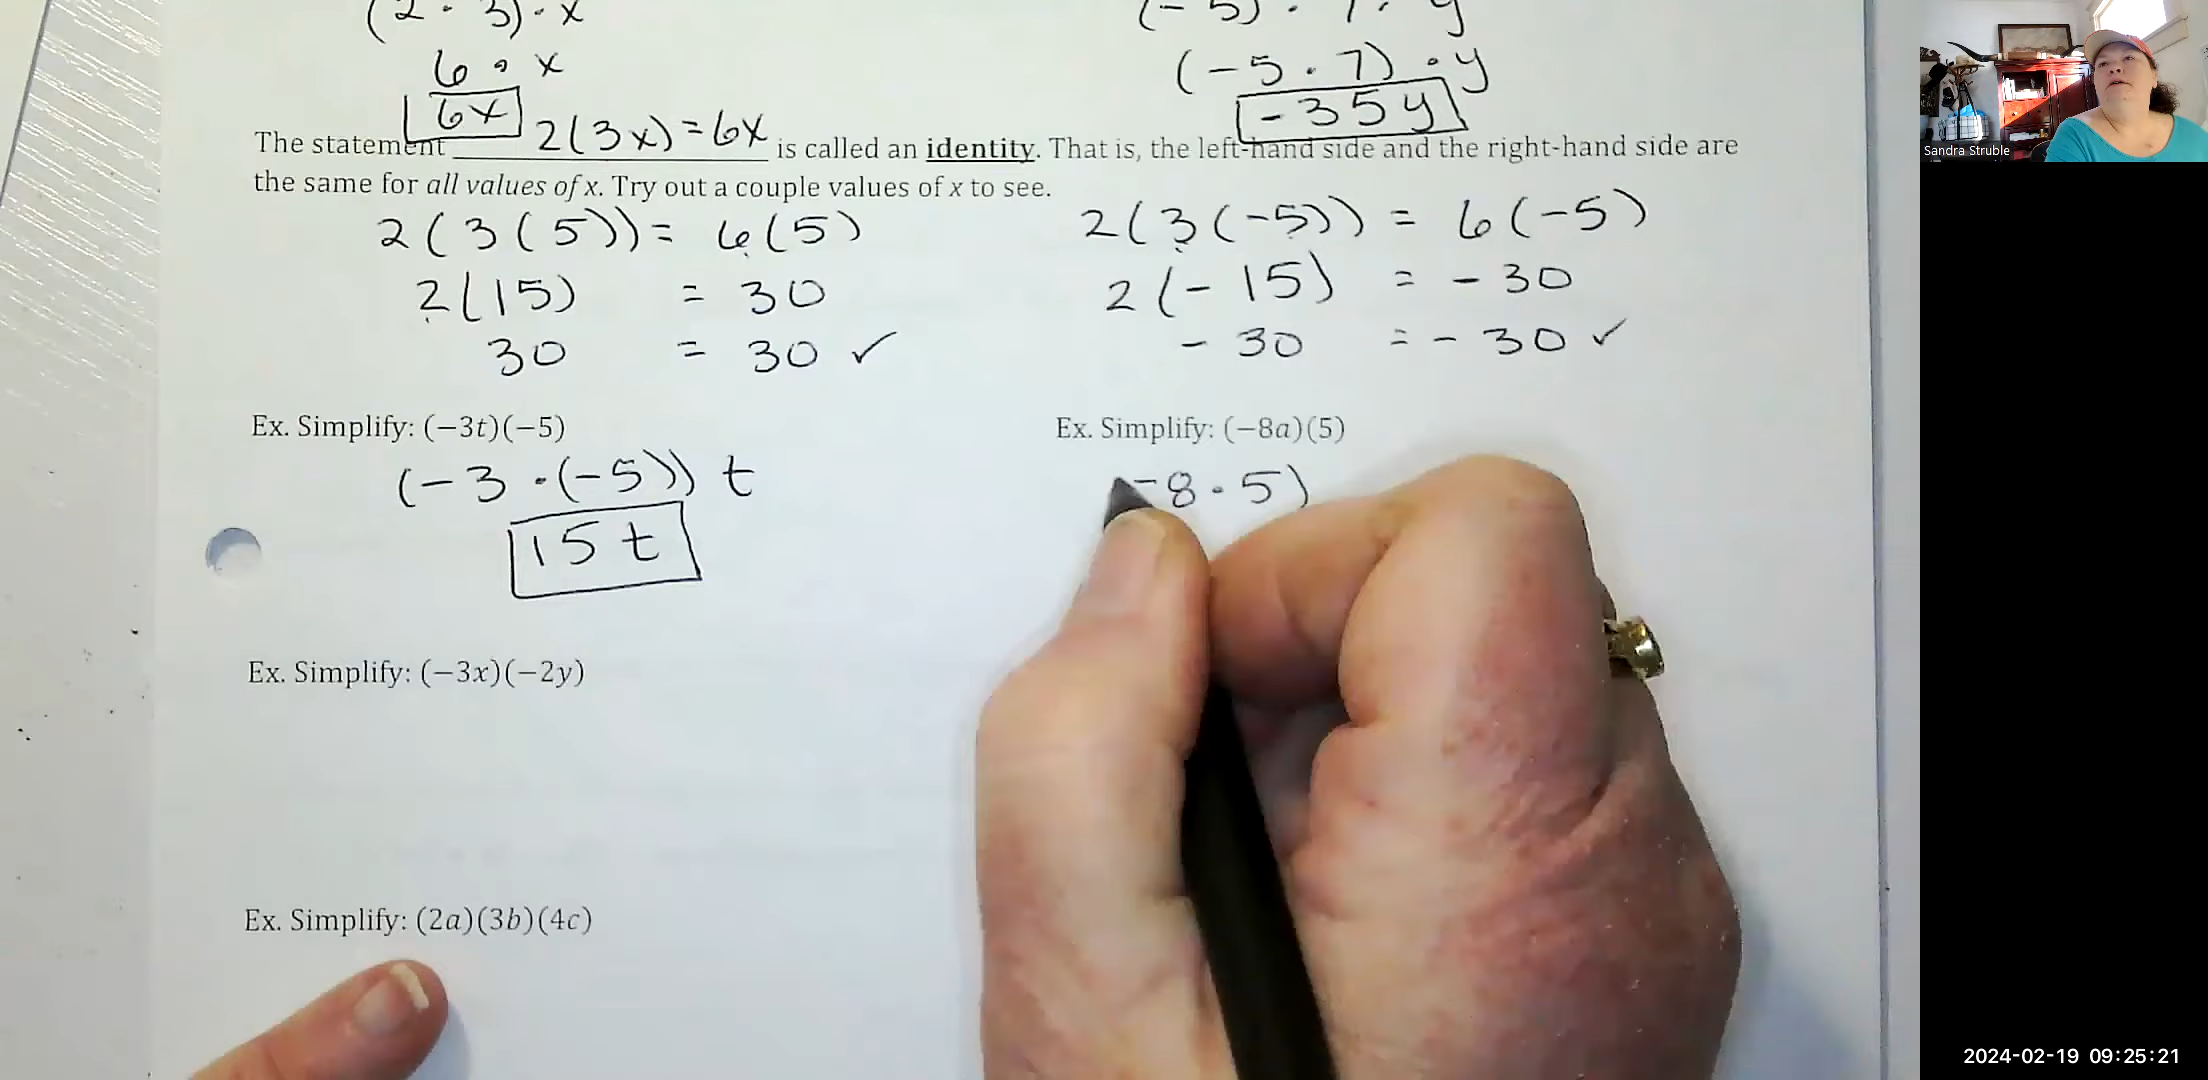 (2 · 3) · x
6 · x
6x
(-5) · 7 · y
(-5 · 7) · y
-35y
The statement 2(3x)=6x is called an identity. That is, the left-hand side and the right-hand side are
the same for all values of x. Try out a couple values of x to see.
2(3(5)) = 6(5)
2(15) = 30
30 = 30 ✓
2(3(-5)) = 6(-5)
2(-15) = -30
-30 = -30 ✓
Ex. Simplify: (−3t)(−5)
(-3 · (-5)) t
15t
Ex. Simplify: (−8a)(5)
-8 · 5)
Ex. Simplify: (−3x)(−2y)
Ex. Simplify: (2a)(3b)(4c)
Sandra Struble
2024-02-19 09:25:21